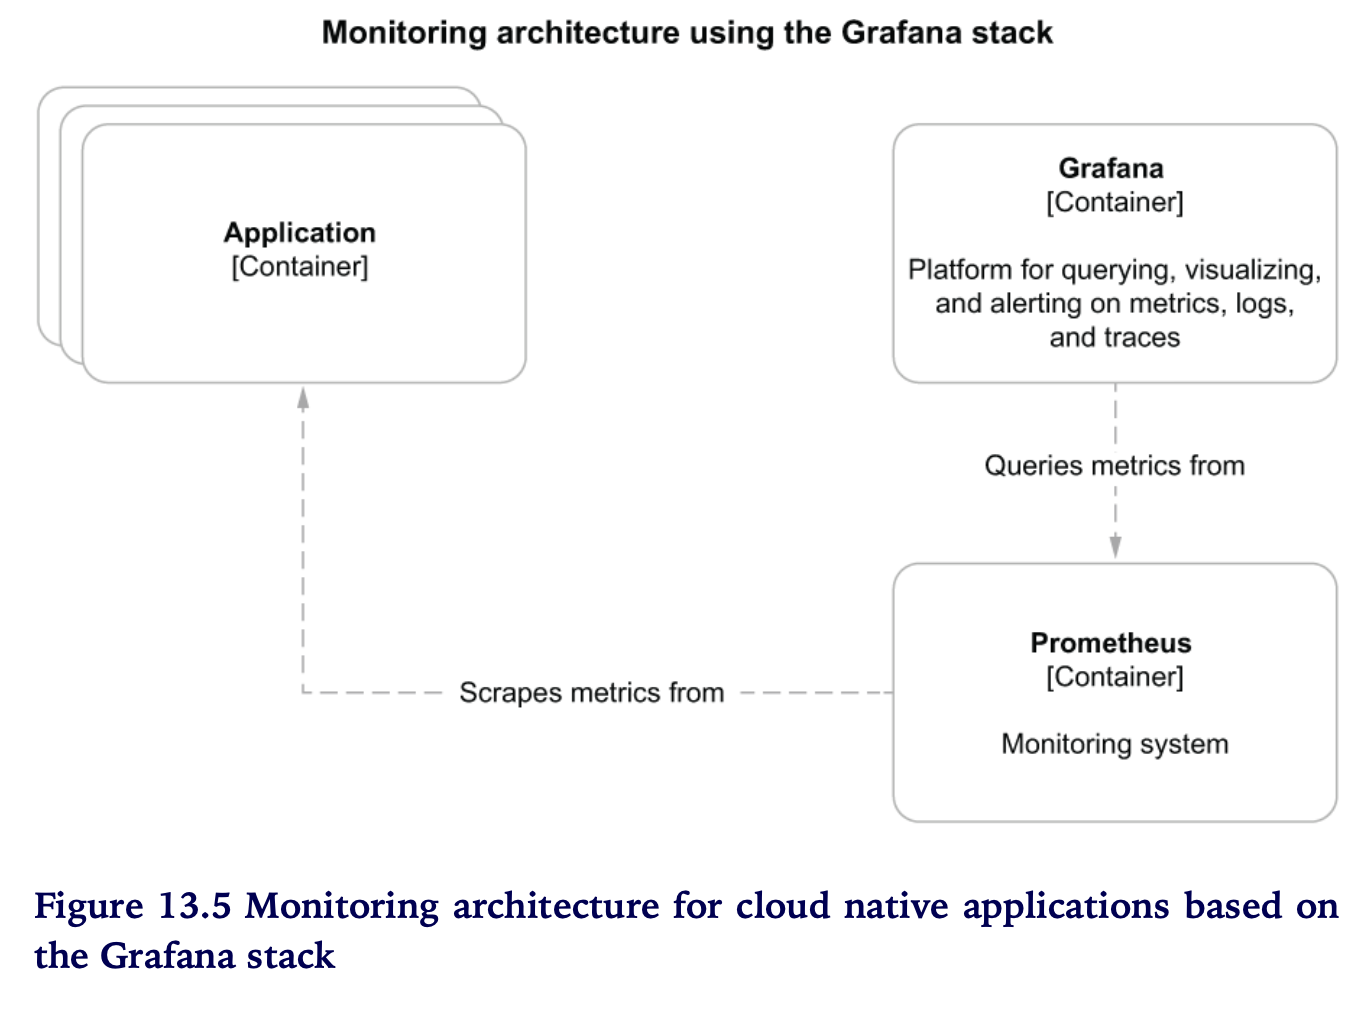 Monitoring architecture using the Grafana stack
Application
[Container]
Grafana
[Container]
Platform for querying, visualizing,
and alerting on metrics, logs,
and traces
Queries metrics from
Prometheus
[Container]
Monitoring system
Scrapes metrics from
Figure 13.5 Monitoring architecture for cloud native applications based on
the Grafana stack